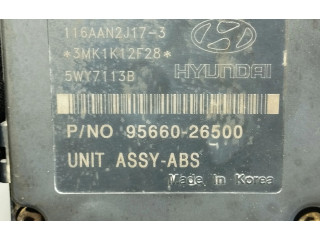 116AAN2J17-3
*3MK1K12F28*
5WY7113B
HYUNDAI
P/NO 95660-26500
UNIT ASSY-ABS
Made In Korea